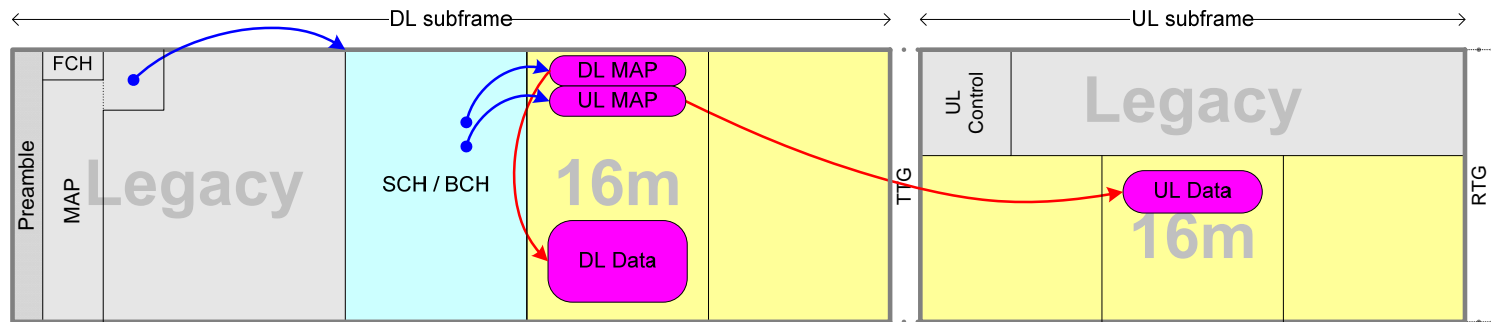 DL subframe
UL subframe
FCH
DL MAP
UL MAP
Preamble
MAP
Legacy
SCH / BCH
16m
DL Data
TTG
UL
Control
Legacy
UL Data
16m
RTG